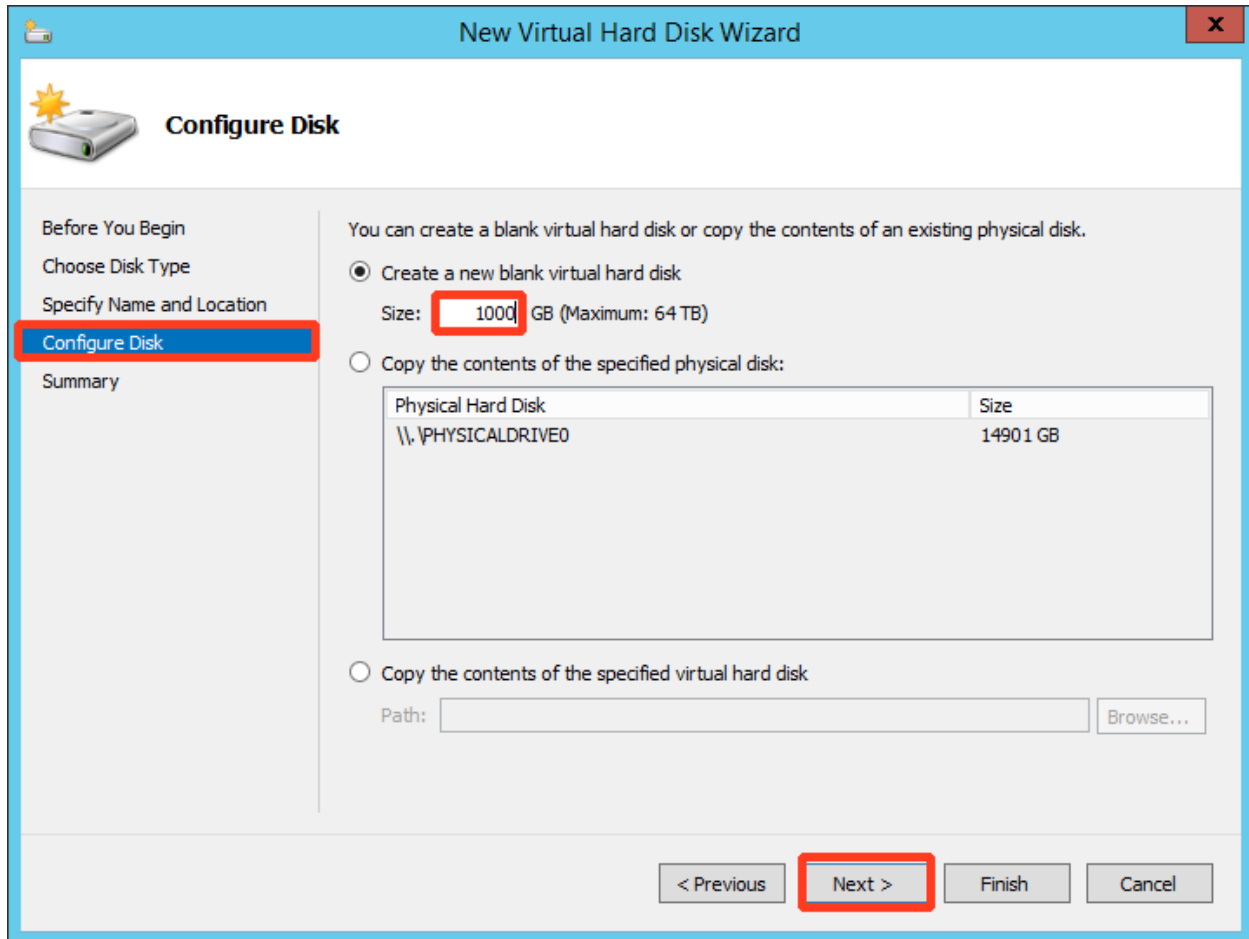 New Virtual Hard Disk Wizard
x
Configure Disk
Before You Begin
Choose Disk Type
Specify Name and Location
Configure Disk
Summary
You can create a blank virtual hard disk or copy the contents of an existing physical disk.
Create a new blank virtual hard disk
Size: 1000 GB (Maximum: 64 TB)
Copy the contents of the specified physical disk:
Physical Hard Disk Size
\\.\PHYSICALDRIVE0 14901 GB
Copy the contents of the specified virtual hard disk
Path: Browse...
< Previous Next > Finish Cancel